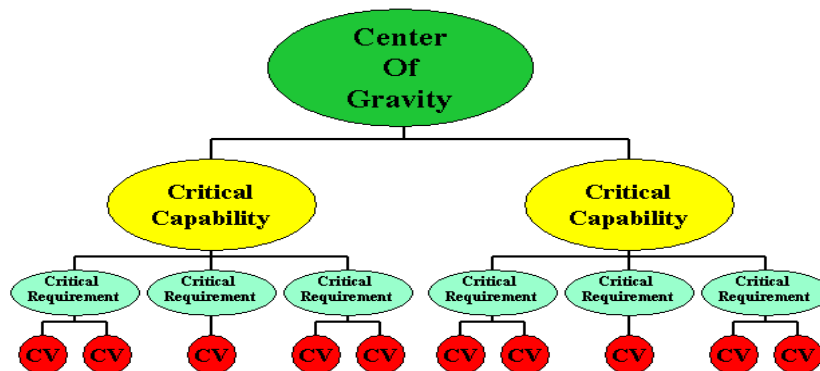 Center
Of
Gravity
Critical
Capability
Critical
Capability
Critical
Requirement
Critical
Requirement
Critical
Requirement
Critical
Requirement
Critical
Requirement
Critical
Requirement
CV
CV
CV
CV
CV
CV
CV
CV
CV
CV